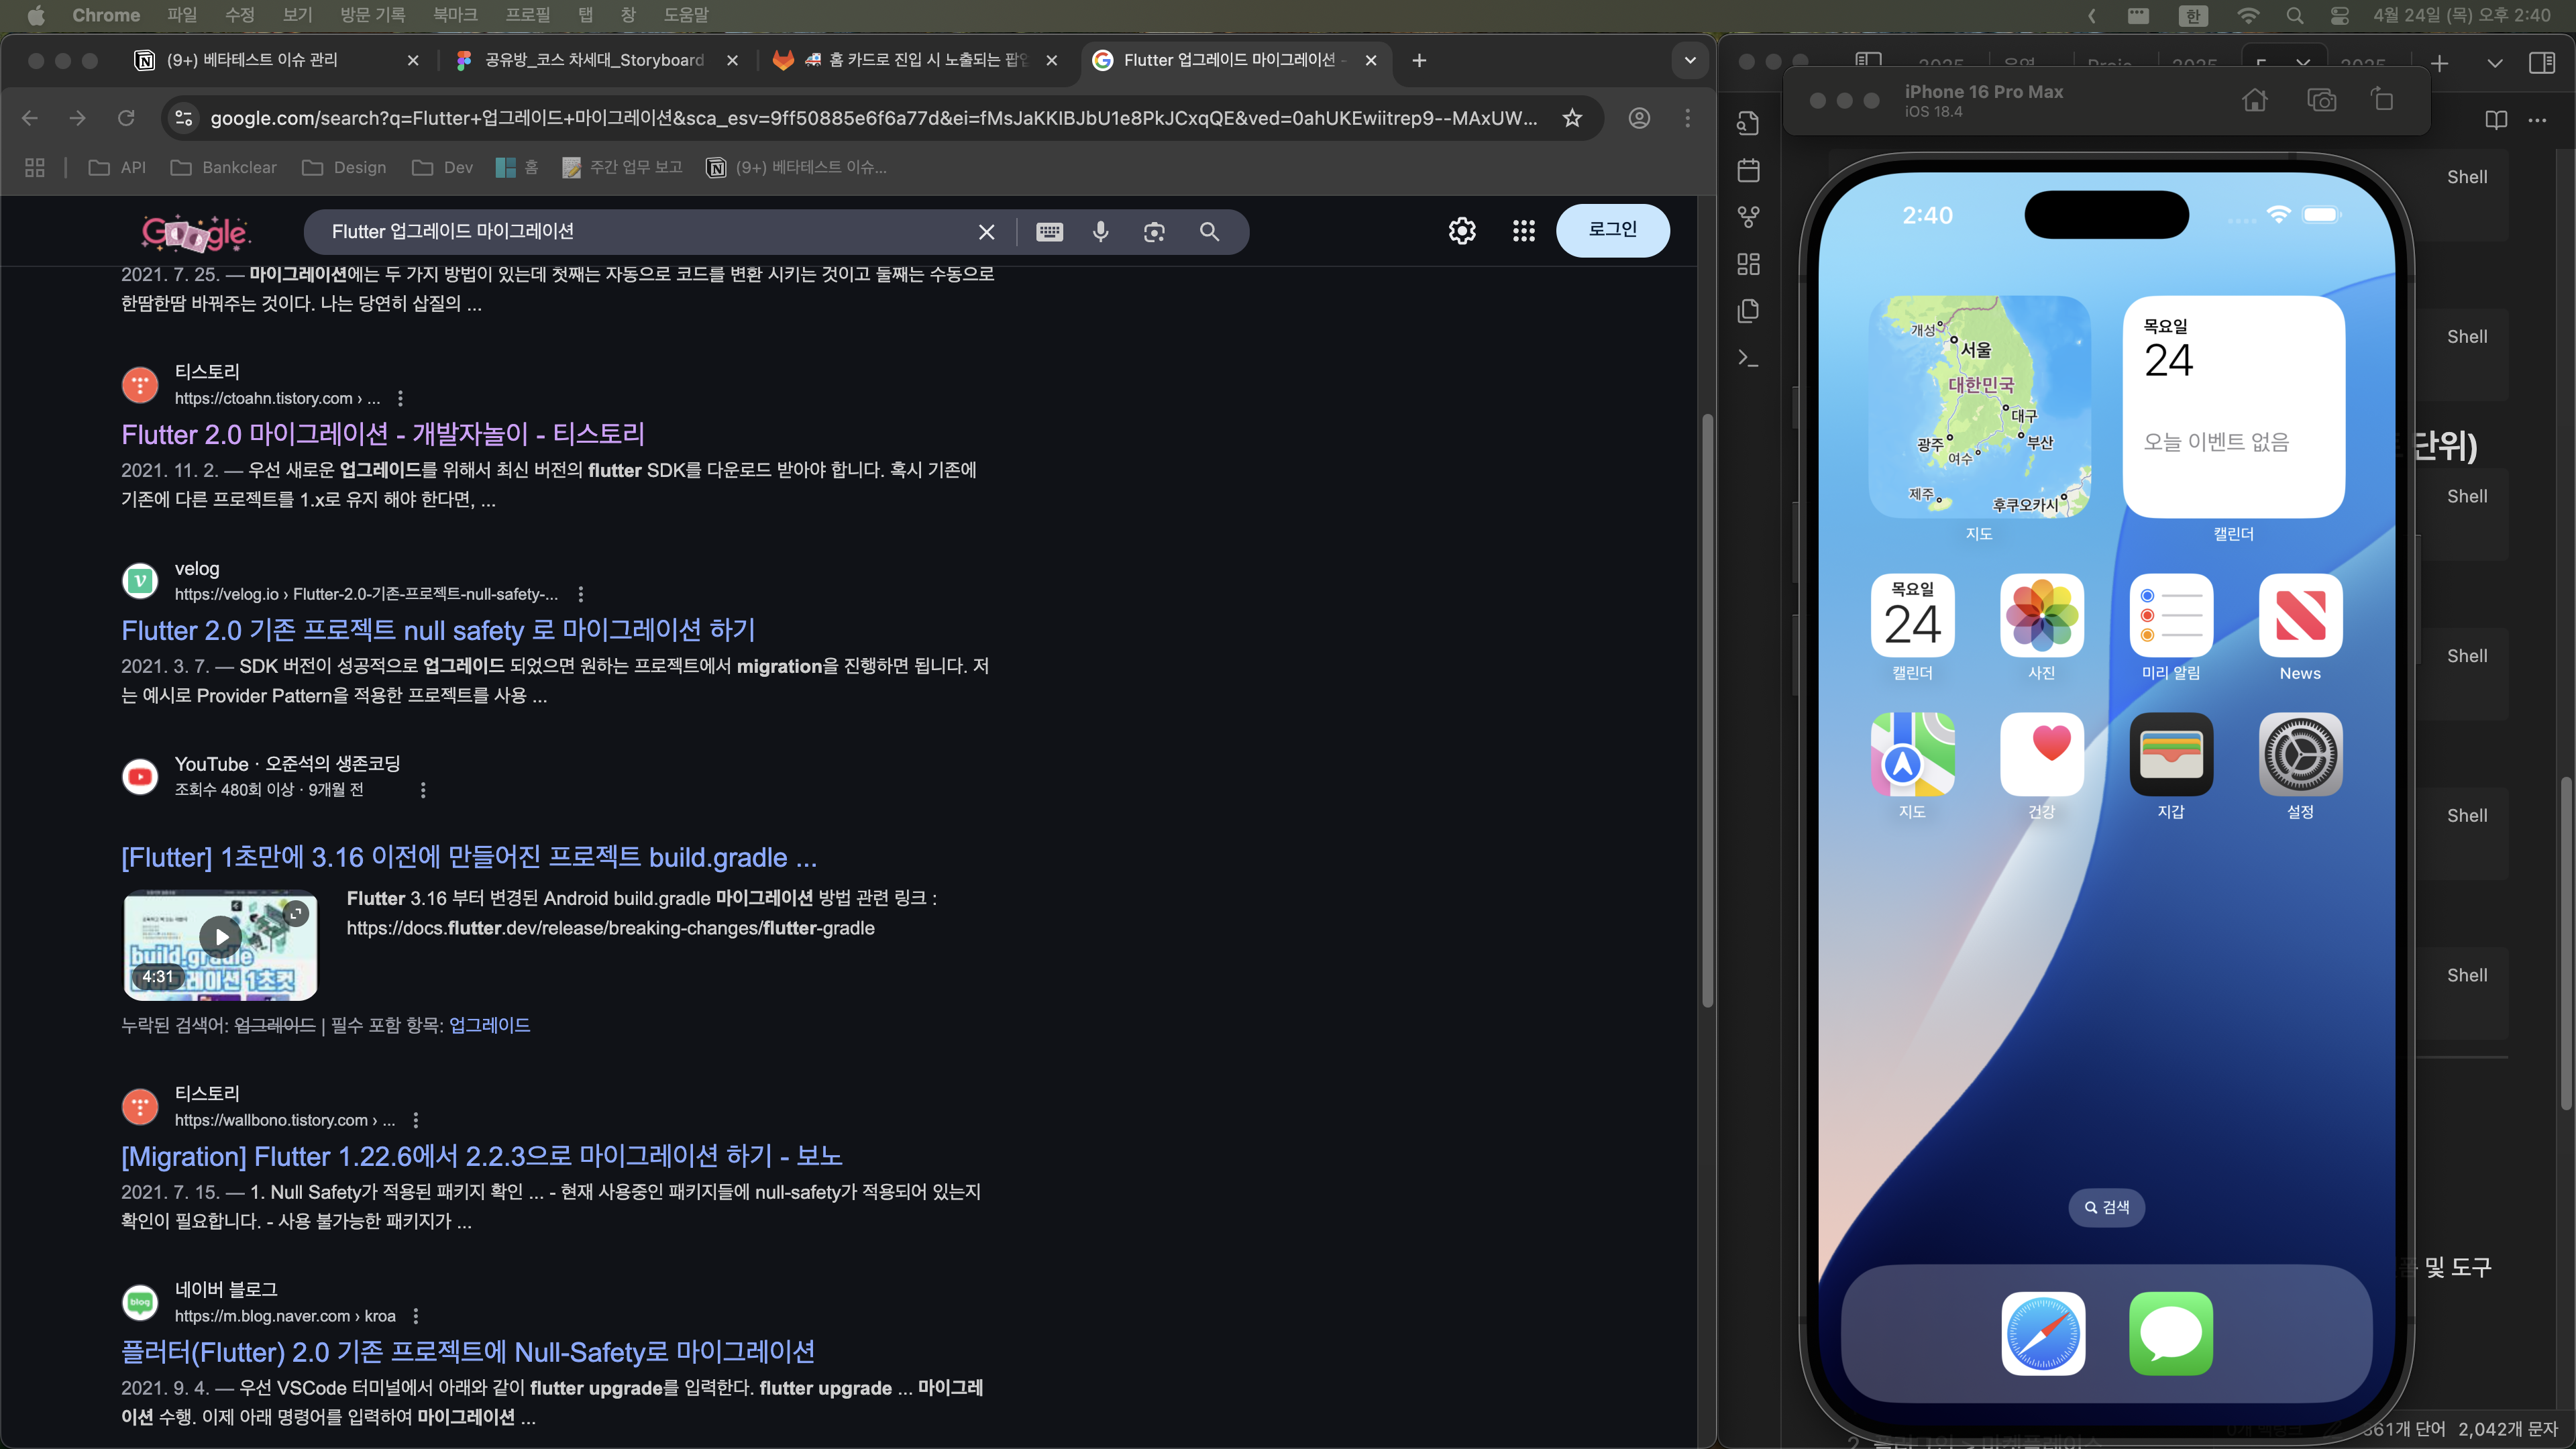 Chrome 파일 수정 보기 방문 기록 북마크 프로필 탭 창 도움말
한 4월 24일 (목) 오후 2:40
(9+) 베타테스트 이슈 관리
공유방_코스 차세대_Storyboard
홈 카드로 진입 시 노출되는 팝업
Flutter 업그레이드 마이그레이션 -
google.com/search?q=Flutter+업그레이드+마이그레이션&sca_esv=9ff50885e6f6a77d&ei=fMsJaKKIBJbU1e8PkJCxqQE&ved=0ahUKEwiitrep9--MAxUW...
API Bankclear Design Dev 홈 주간 업무 보고 (9+) 베타테스트 이슈...
Google
Flutter 업그레이드 마이그레이션
로그인
2021. 7. 25. — 마이그레이션에는 두 가지 방법이 있는데 첫째는 자동으로 코드를 변환 시키는 것이고 둘째는 수동으로
한땀한땀 바꿔주는 것이다. 나는 당연히 삽질의 ...
티스토리
https://ctoahn.tistory.com › ...
Flutter 2.0 마이그레이션 - 개발자놀이 - 티스토리
2021. 11. 2. — 우선 새로운 업그레이드를 위해서 최신 버전의 flutter SDK를 다운로드 받아야 합니다. 혹시 기존에
기존에 다른 프로젝트를 1.x로 유지 해야 한다면, ...
velog
https://velog.io › Flutter-2.0-기존-프로젝트-null-safety-...
Flutter 2.0 기존 프로젝트 null safety 로 마이그레이션 하기
2021. 3. 7. — SDK 버전이 성공적으로 업그레이드 되었으면 원하는 프로젝트에서 migration을 진행하면 됩니다. 저
는 예시로 Provider Pattern을 적용한 프로젝트를 사용 ...
YouTube · 오준석의 생존코딩
조회수 480회 이상 · 9개월 전
[Flutter] 1초만에 3.16 이전에 만들어진 프로젝트 build.gradle ...
build.gradle
4:31
이션 1초컷
Flutter 3.16 부터 변경된 Android build.gradle 마이그레이션 방법 관련 링크 :
https://docs.flutter.dev/release/breaking-changes/flutter-gradle
누락된 검색어: 업그레이드 | 필수 포함 항목: 업그레이드
티스토리
https://wallbono.tistory.com › ...
[Migration] Flutter 1.22.6에서 2.2.3으로 마이그레이션 하기 - 보노
2021. 7. 15. — 1. Null Safety가 적용된 패키지 확인 ... - 현재 사용중인 패키지들에 null-safety가 적용되어 있는지
확인이 필요합니다. - 사용 불가능한 패키지가 ...
blog
네이버 블로그
https://m.blog.naver.com › kroa
플러터(Flutter) 2.0 기존 프로젝트에 Null-Safety로 마이그레이션
2021. 9. 4. — 우선 VSCode 터미널에서 아래와 같이 flutter upgrade를 입력한다. flutter upgrade ... 마이그레
이션 수행. 이제 아래 명령어를 입력하여 마이그레이션 ...
iPhone 16 Pro Max
iOS 18.4
2:40
개성
서울
대한민국
대구
광주
부산
여수
제주
후쿠오카시
지도
목요일
24
오늘 이벤트 없음
캘린더
목요일
24
캘린더 사진 미리 알림 News
지도 건강 지갑 설정
검색
Shell
Shell
단위)
Shell
Shell
Shell
Shell
및 도구
361개 단어 2,042개 문자